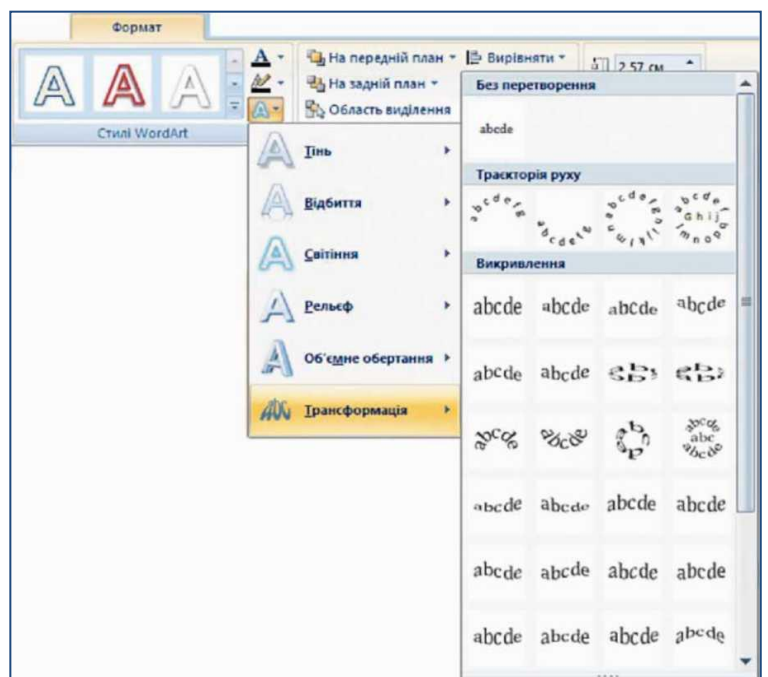 Формат
На передній план
Вирівняти
2,57 см
На задній план
Область виділення
Стилі WordArt
Тінь
Відбиття
Світіння
Рельєф
Об'ємне обертання
Трансформація
Без перетворення
abcde
Траєкторія руху
Викривлення
abcde abcde abcde abcde
abcde abcde
abcde abcde
abcde abcde abcde abcde
abcde abcde abcde abcde
abcde abcde abcde abcde